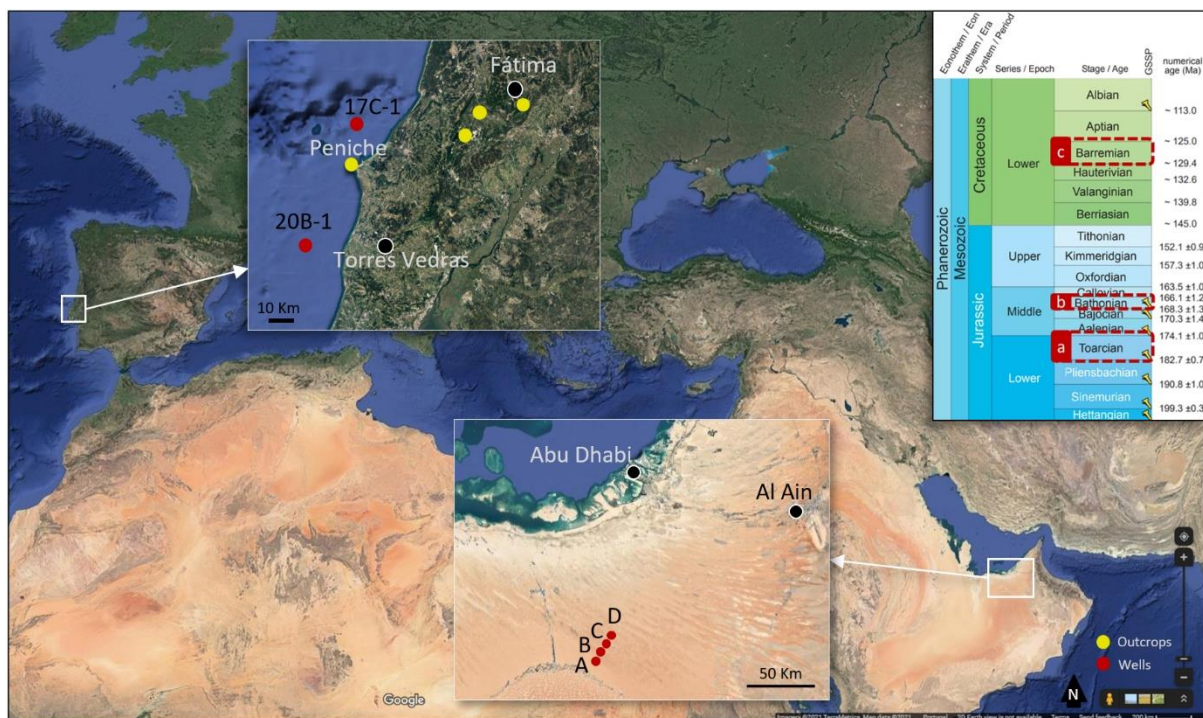 17C-1
Peniche
20B-1
Fátima
Torres Vedras
10 Km
Eonothem / Eon
Erathem / Era
System / Period
Series / Epoch
Stage / Age
GSSP
numerical
age (Ma)
Phanerozoic
Mesozoic
Cretaceous
Jurassic
Lower
Upper
Middle
Lower
Albian
~ 113.0
Aptian
~ 125.0
c
Barremian
~ 129.4
Hauterivian
~ 132.6
Valanginian
~ 139.8
Berriasian
~ 145.0
Tithonian
152.1 ±0.9
Kimmeridgian
157.3 ±1.0
Oxfordian
163.5 ±1.0
Callovian
166.1 ±1.2
b
Bathonian
168.3 ±1.3
Bajocian
170.3 ±1.4
Aalenian
174.1 ±1.0
a
Toarcian
182.7 ±0.7
Pliensbachian
190.8 ±1.0
Sinemurian
199.3 ±0.3
Hettangian
Abu Dhabi
Al Ain
D
C
B
A
50 Km
Outcrops
Wells
N
Google